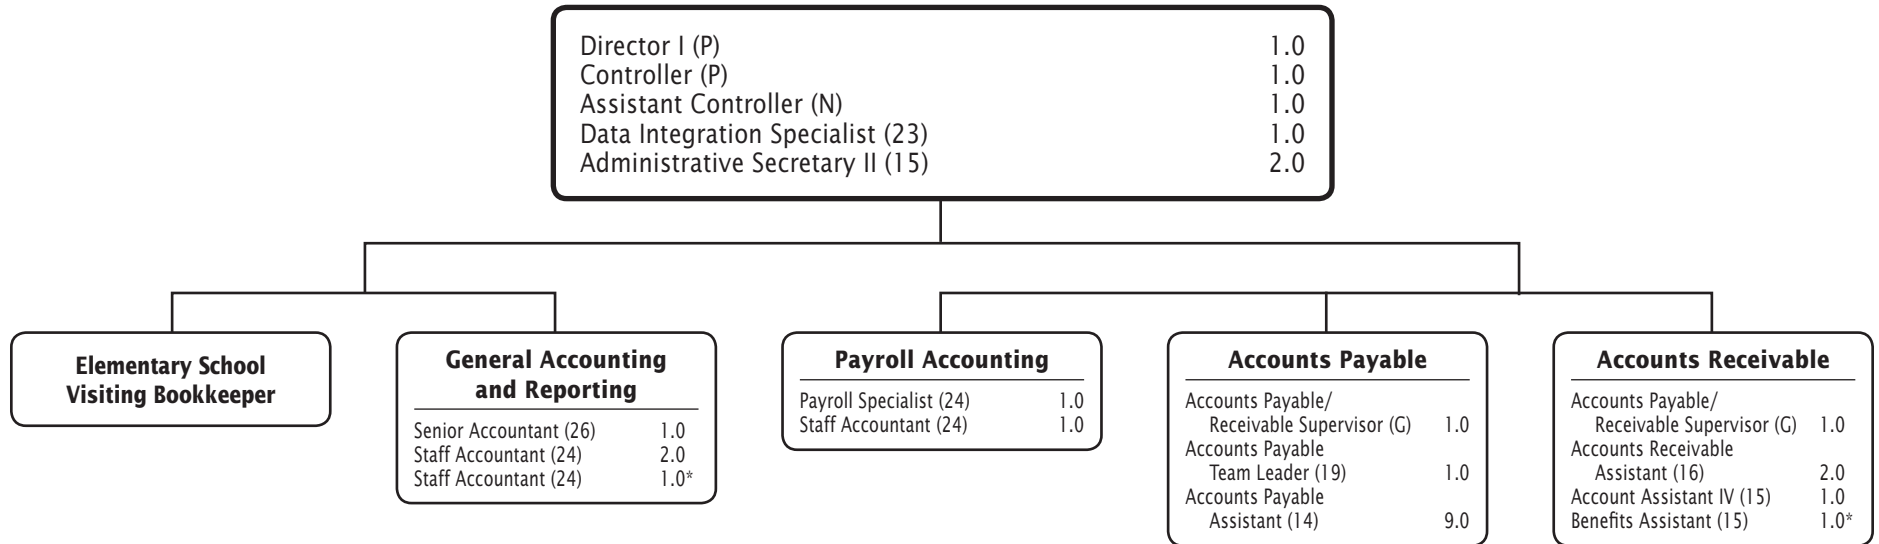 Director I (P) 1.0
Controller (P) 1.0
Assistant Controller (N) 1.0
Data Integration Specialist (23) 1.0
Administrative Secretary II (15) 2.0
Elementary School
Visiting Bookkeeper
General Accounting
and Reporting
Senior Accountant (26) 1.0
Staff Accountant (24) 2.0
Staff Accountant (24) 1.0*
Payroll Accounting
Payroll Specialist (24) 1.0
Staff Accountant (24) 1.0
Accounts Payable
Accounts Payable/
Receivable Supervisor (G) 1.0
Accounts Payable
Team Leader (19) 1.0
Accounts Payable
Assistant (14) 9.0
Accounts Receivable
Accounts Payable/
Receivable Supervisor (G) 1.0
Accounts Receivable
Assistant (16) 2.0
Account Assistant IV (15) 1.0
Benefits Assistant (15) 1.0*